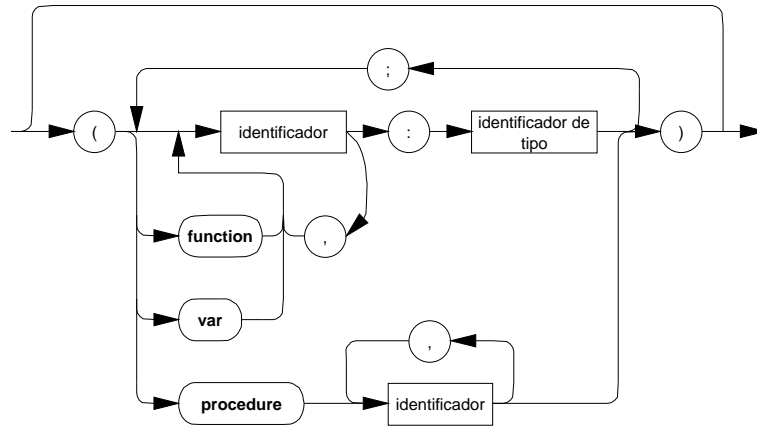 ;
(
identificador
:
identificador de
tipo
)
function
,
var
,
procedure
identificador